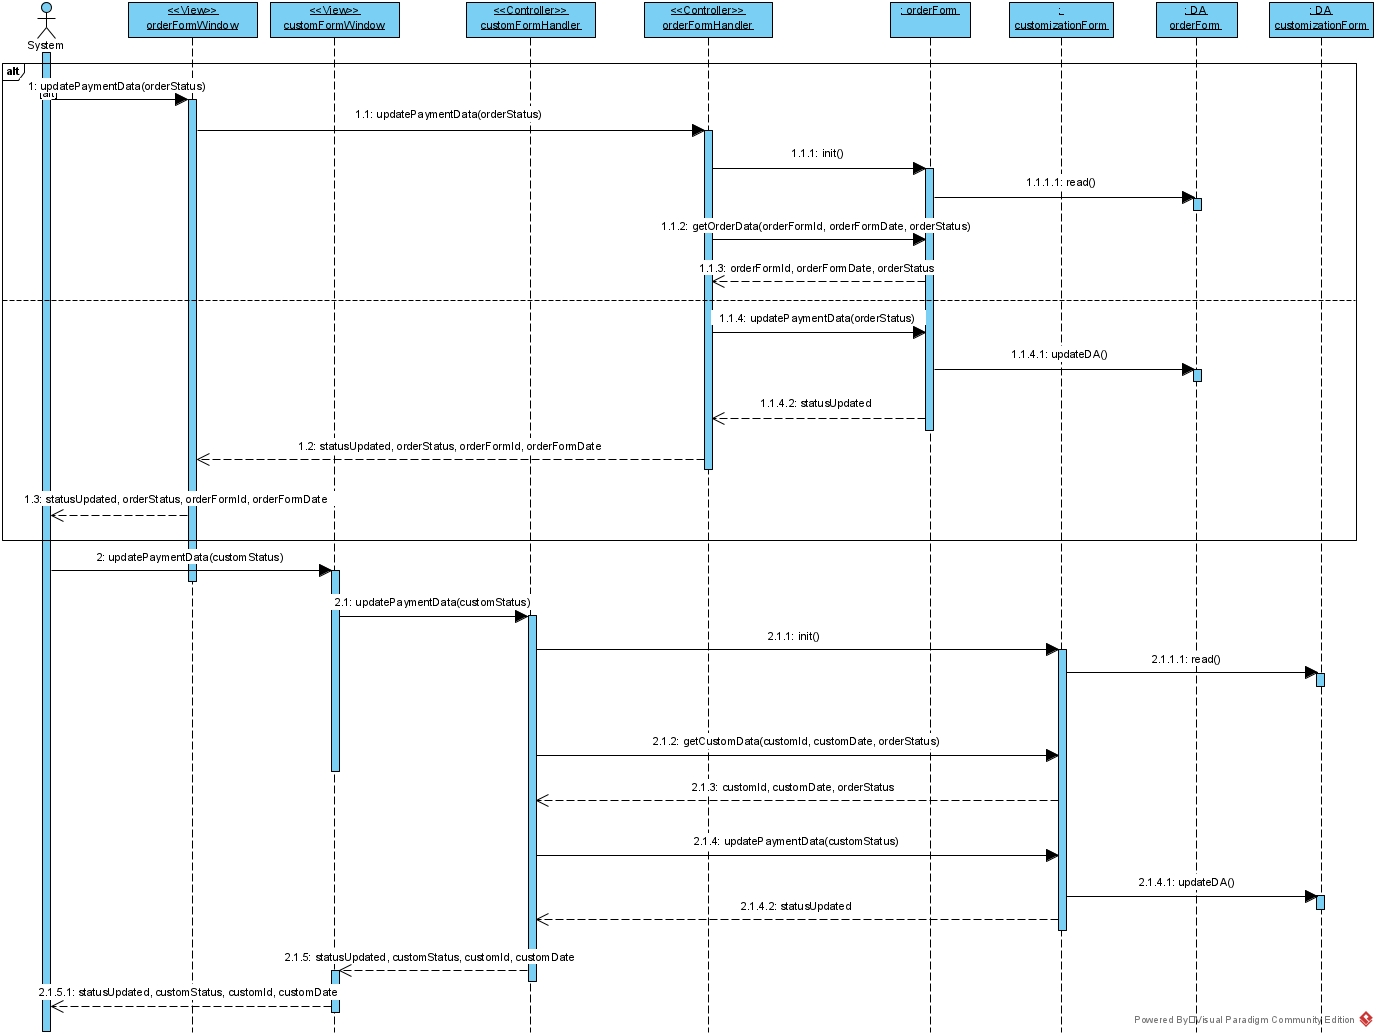 <<View>>
orderFormWindow
<<View>>
customFormWindow
<<Controller>>
customFormHandler
<<Controller>>
orderFormHandler
: orderForm
:
customizationForm
: DA
orderForm
: DA
customizationForm
System
alt
1: updatePaymentData(orderStatus)
1.1: updatePaymentData(orderStatus)
1.1.1: init()
1.1.1.1: read()
1.1.2: getOrderData(orderFormId, orderFormDate, orderStatus)
1.1.3: orderFormId, orderFormDate, orderStatus
1.1.4: updatePaymentData(orderStatus)
1.1.4.1: updateDA()
1.1.4.2: statusUpdated
1.2: statusUpdated, orderStatus, orderFormId, orderFormDate
1.3: statusUpdated, orderStatus, orderFormId, orderFormDate
2: updatePaymentData(customStatus)
2.1: updatePaymentData(customStatus)
2.1.1: init()
2.1.1.1: read()
2.1.2: getCustomData(customId, customDate, orderStatus)
2.1.3: customId, customDate, orderStatus
2.1.4: updatePaymentData(customStatus)
2.1.4.1: updateDA()
2.1.4.2: statusUpdated
2.1.5: statusUpdated, customStatus, customId, customDate
2.1.5.1: statusUpdated, customStatus, customId, customDate
Powered By Visual Paradigm Community Edition